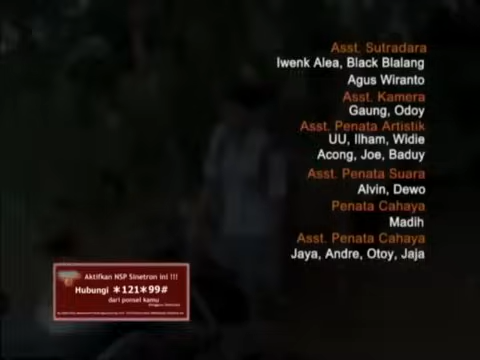 Asst. Sutradara
Iwenk Alea, Black Blalang
Agus Wiranto
Asst. Kamera
Gaung, Odoy
Asst. Penata Artistik
UU, Ilham, Widie
Acong, Joe, Baduy
Asst. Penata Suara
Alvin, Dewo
Penata Cahaya
Madih
Asst. Penata Cahaya
Jaya, Andre, Otoy, Jaja
Aktifkan NSP Sinetron ini !!!
Hubungi *121*99#
dari ponsel kamu